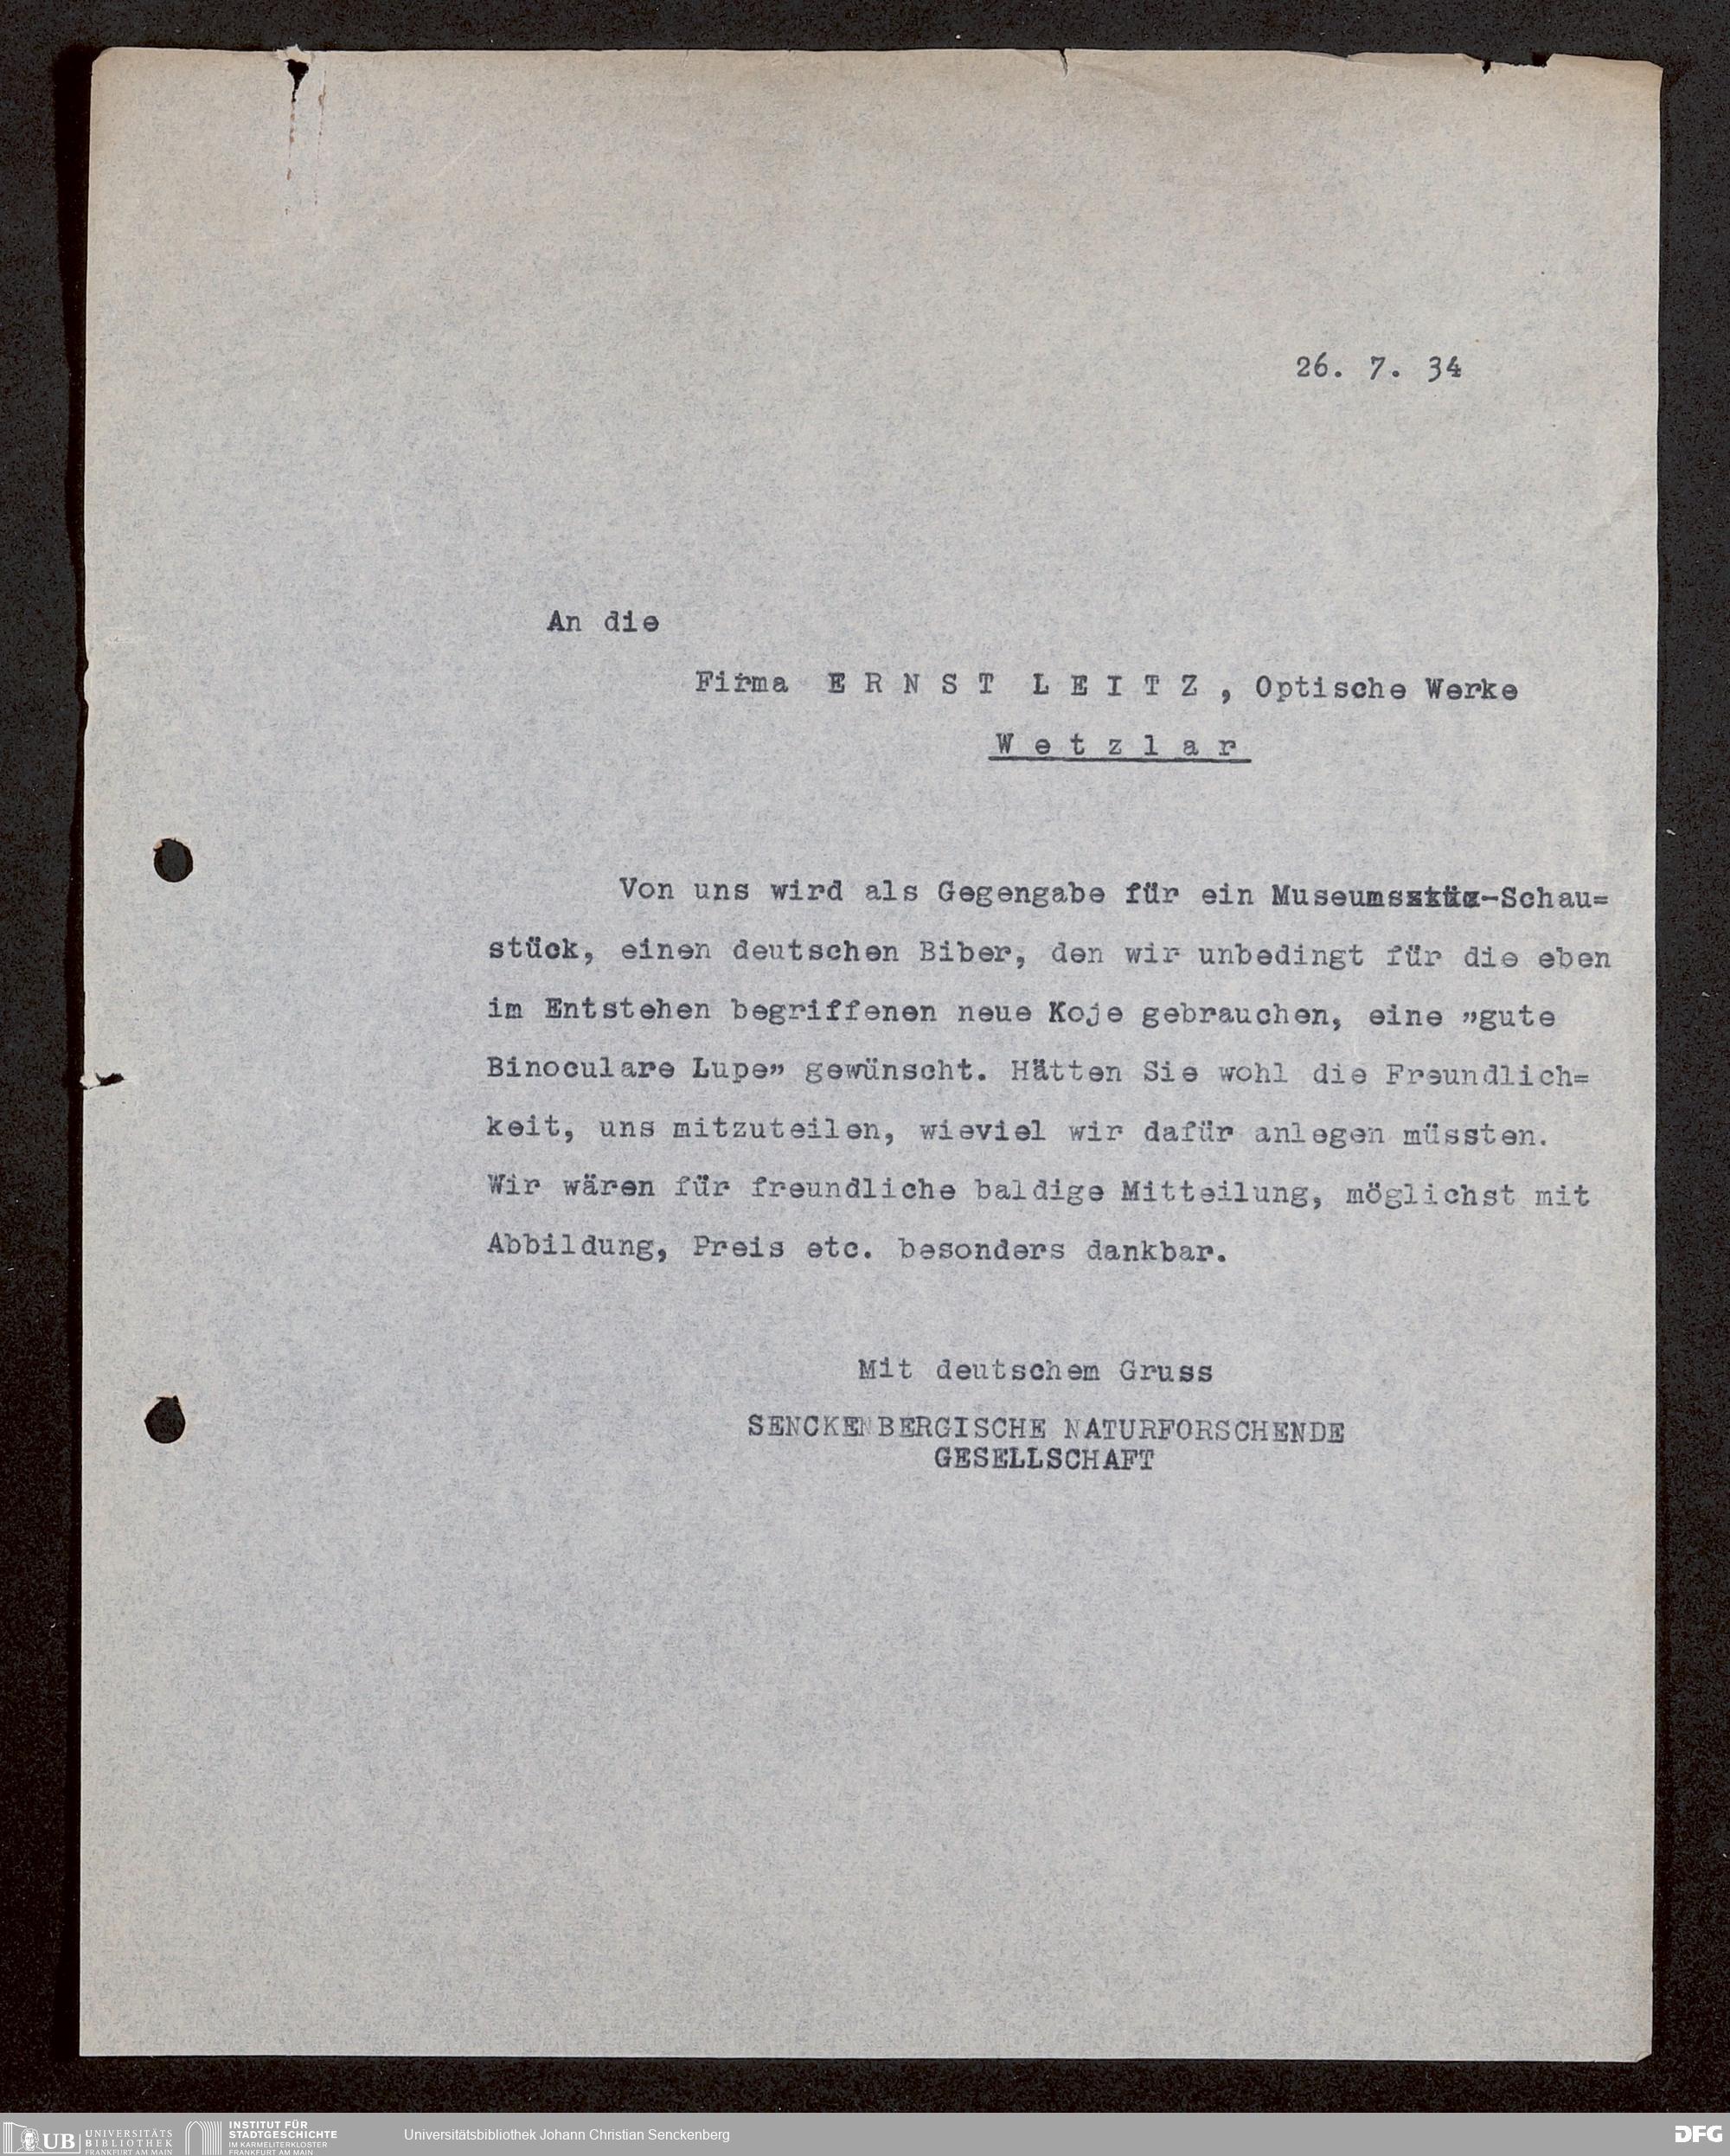 26. 7. 34
An die
Firma E R N S T L E I T Z , Optische Werke
W e t z l a r
Von uns wird als Gegengabe für ein Museums-Schau=
stück, einen deutschen Biber, den wir unbedingt für die eben
im Entstehen begriffenen neue Koje gebrauchen, eine "gute
Binoculare Lupe" gewünscht. Hätten Sie wohl die Freundlich=
keit, uns mitzuteilen, wieviel wir dafür anlegen müssten.
Wir wären für freundliche baldige Mitteilung, möglichst mit
Abbildung, Preis etc. besonders dankbar.
Mit deutschem Gruss
SENCKENBERGISCHE NATURFORSCHENDE
GESELLSCHAFT
UB UNIVERSITÄTS
BIBLIOTHEK
FRANKFURT AM MAIN
INSTITUT FÜR
STADTGESCHICHTE
IM KARMELITERKLOSTER
FRANKFURT AM MAIN
Universitätsbibliothek Johann Christian Senckenberg
DFG